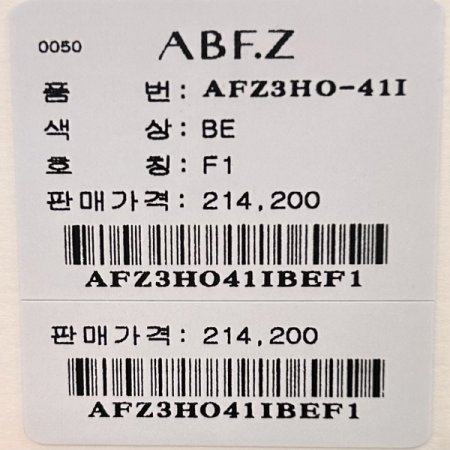 0050 ABF.Z
품 번: AFZ3HO-41I
색 상: BE
호 칭: F1
판매가격: 214,200
AFZ3HO41IBEF1
판매가격: 214,200
AFZ3HO41IBEF1